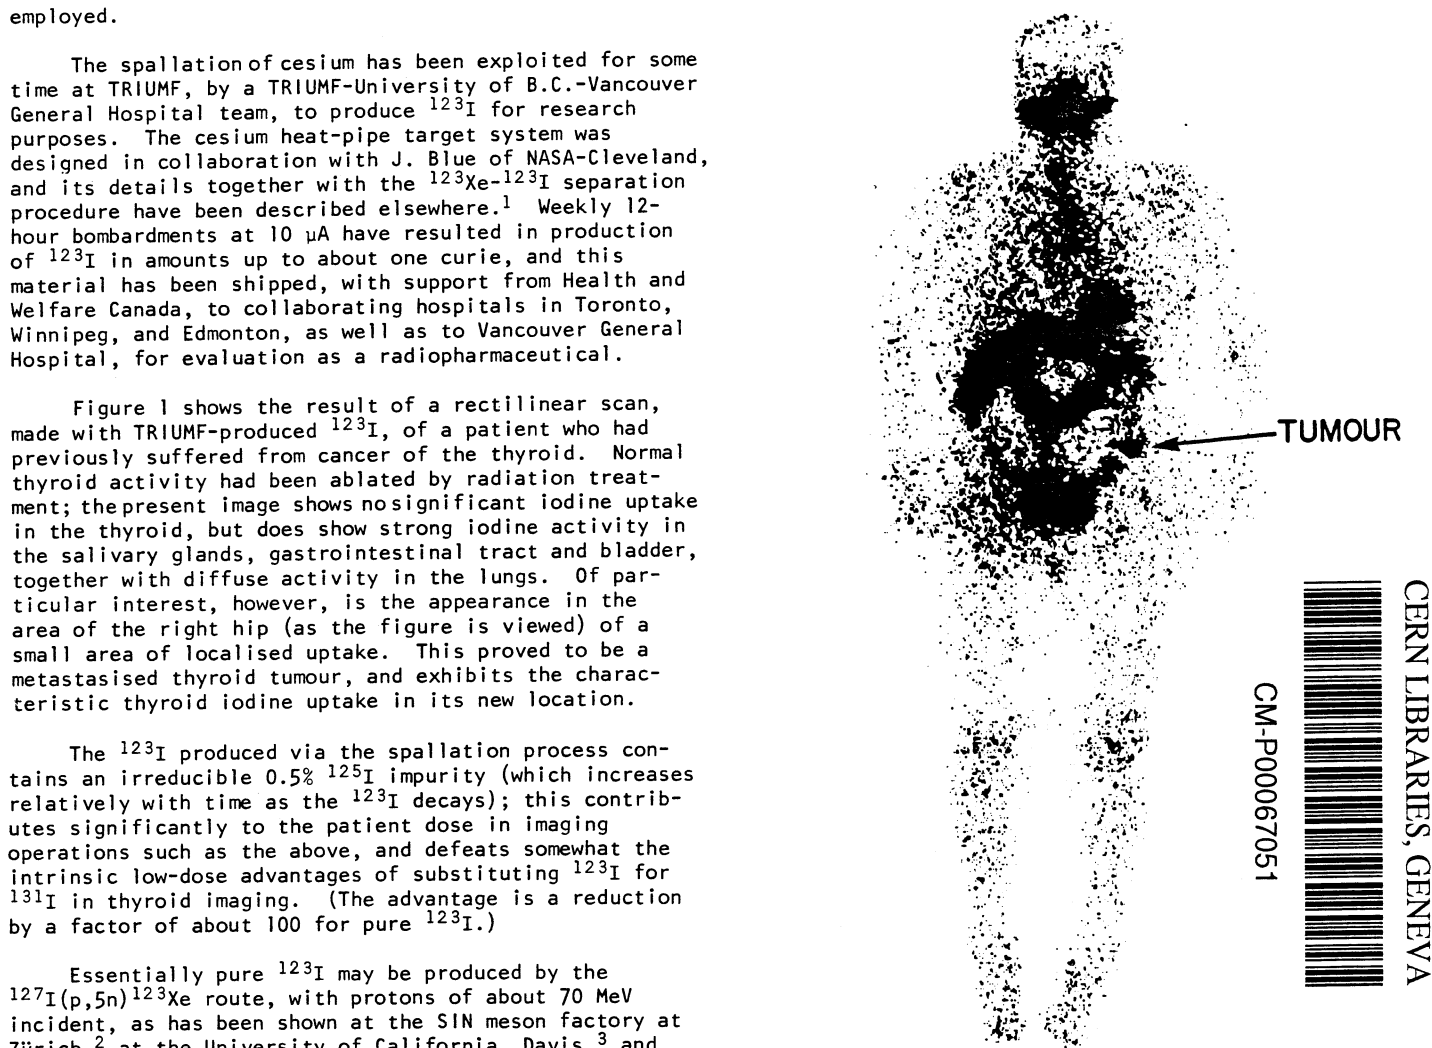 employed.
The spallation of cesium has been exploited for some
time at TRIUMF, by a TRIUMF-University of B.C.-Vancouver
General Hospital team, to produce ¹²³I for research
purposes. The cesium heat-pipe target system was
designed in collaboration with J. Blue of NASA-Cleveland,
and its details together with the ¹²³Xe-¹²³I separation
procedure have been described elsewhere.¹ Weekly 12-
hour bombardments at 10 µA have resulted in production
of ¹²³I in amounts up to about one curie, and this
material has been shipped, with support from Health and
Welfare Canada, to collaborating hospitals in Toronto,
Winnipeg, and Edmonton, as well as to Vancouver General
Hospital, for evaluation as a radiopharmaceutical.
Figure 1 shows the result of a rectilinear scan,
made with TRIUMF-produced ¹²³I, of a patient who had
previously suffered from cancer of the thyroid. Normal
thyroid activity had been ablated by radiation treat-
ment; the present image shows no significant iodine uptake
in the thyroid, but does show strong iodine activity in
the salivary glands, gastrointestinal tract and bladder,
together with diffuse activity in the lungs. Of par-
ticular interest, however, is the appearance in the
area of the right hip (as the figure is viewed) of a
small area of localised uptake. This proved to be a
metastasised thyroid tumour, and exhibits the charac-
teristic thyroid iodine uptake in its new location.
The ¹²³I produced via the spallation process con-
tains an irreducible 0.5% ¹²⁵I impurity (which increases
relatively with time as the ¹²³I decays); this contrib-
utes significantly to the patient dose in imaging
operations such as the above, and defeats somewhat the
intrinsic low-dose advantages of substituting ¹²³I for
¹³¹I in thyroid imaging. (The advantage is a reduction
by a factor of about 100 for pure ¹²³I.)
Essentially pure ¹²³I may be produced by the
¹²⁷I(p,5n)¹²³Xe route, with protons of about 70 MeV
incident, as has been shown at the SIN meson factory at
Zürich,² at the University of California, Davis,³ and
TUMOUR
CM-P00067051
CERN LIBRARIES, GENEVA